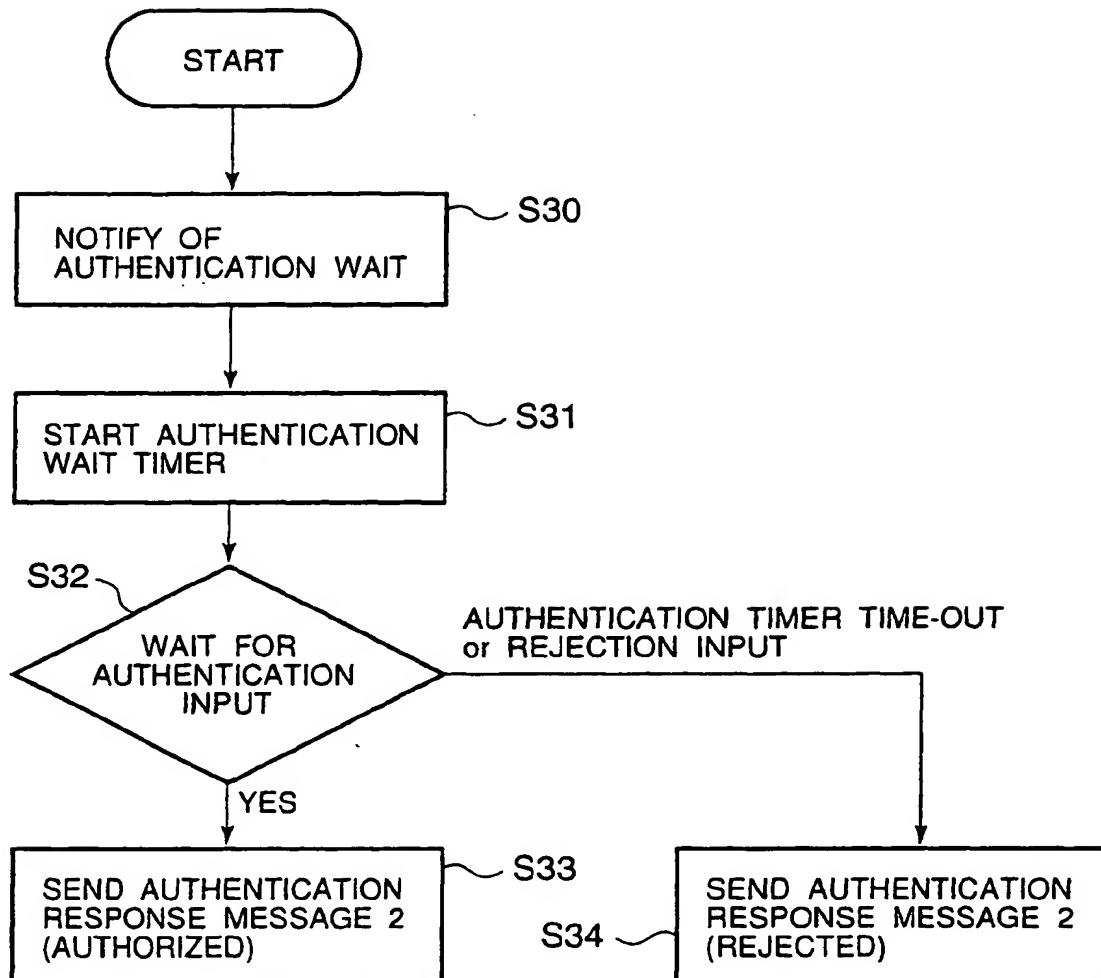 START
S30
NOTIFY OF
AUTHENTICATION WAIT
S31
START AUTHENTICATION
WAIT TIMER
S32
WAIT FOR
AUTHENTICATION
INPUT
AUTHENTICATION TIMER TIME-OUT
or REJECTION INPUT
YES
S33
SEND AUTHENTICATION
RESPONSE MESSAGE 2
(AUTHORIZED)
S34
SEND AUTHENTICATION
RESPONSE MESSAGE 2
(REJECTED)